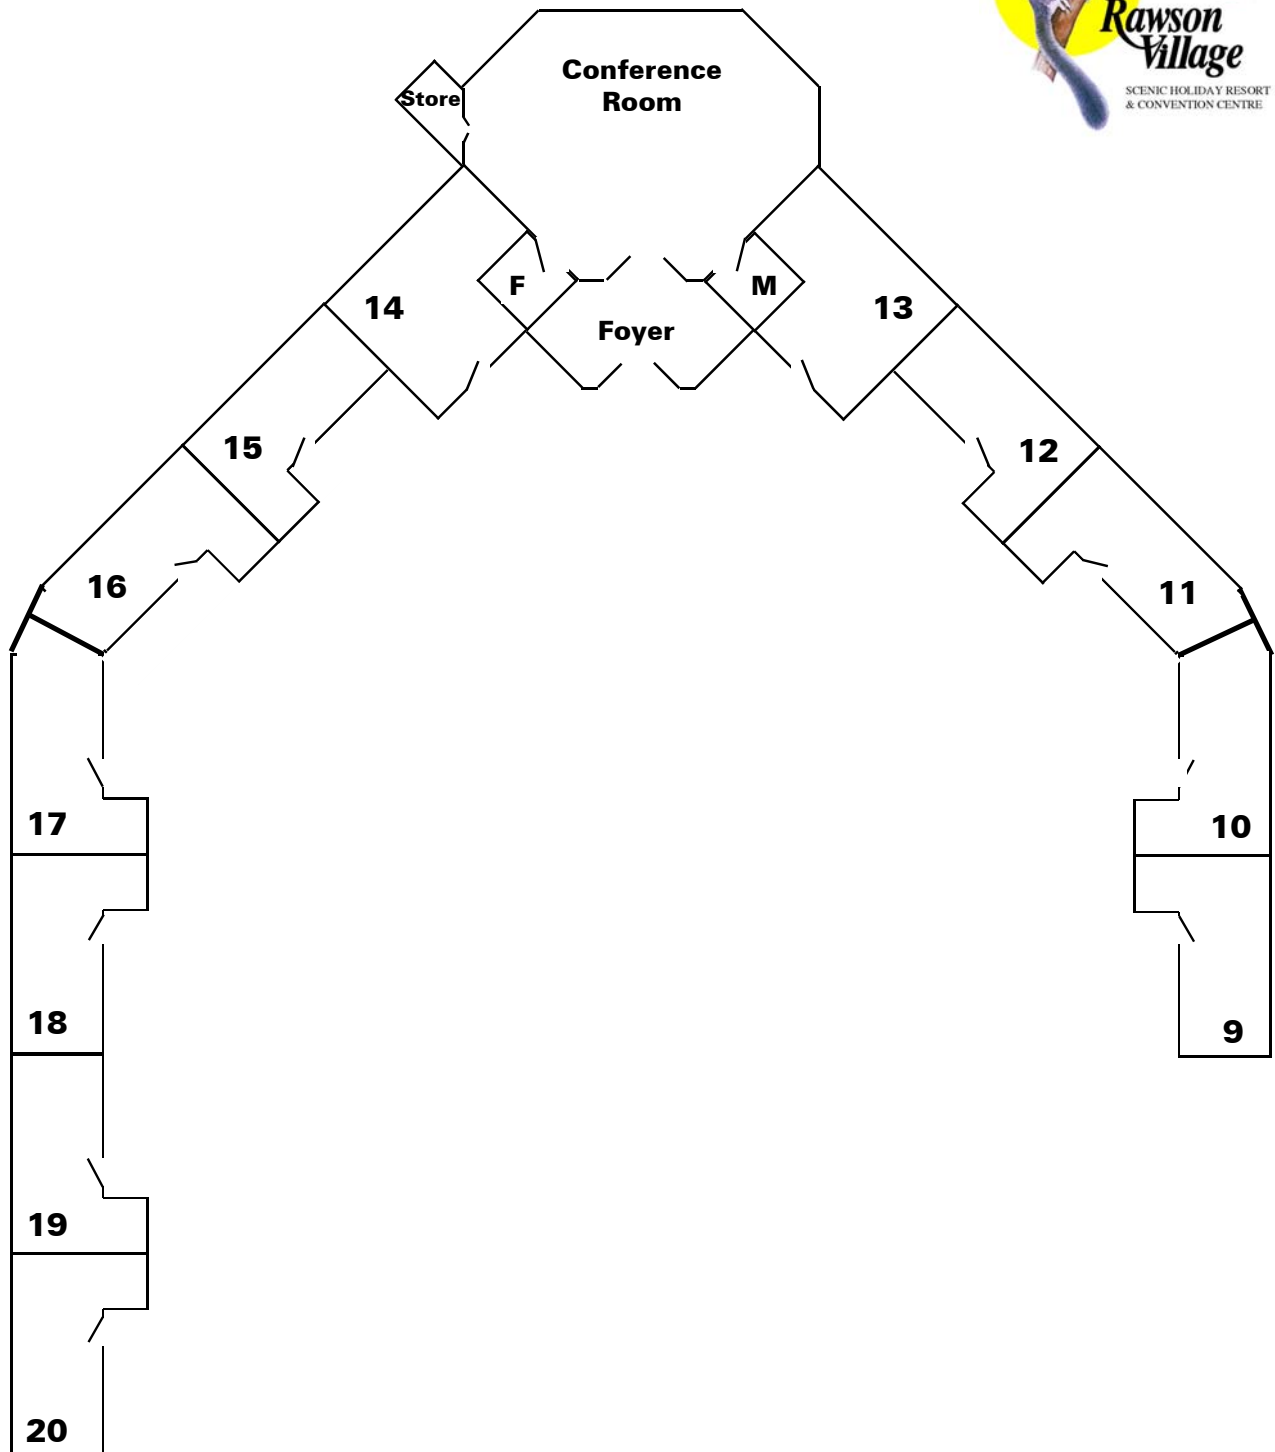 Rawson
Village
SCENIC HOLIDAY RESORT
& CONVENTION CENTRE
Conference
Room
Store
F
M
14
13
Foyer
15
12
16
11
17
10
18
9
19
20